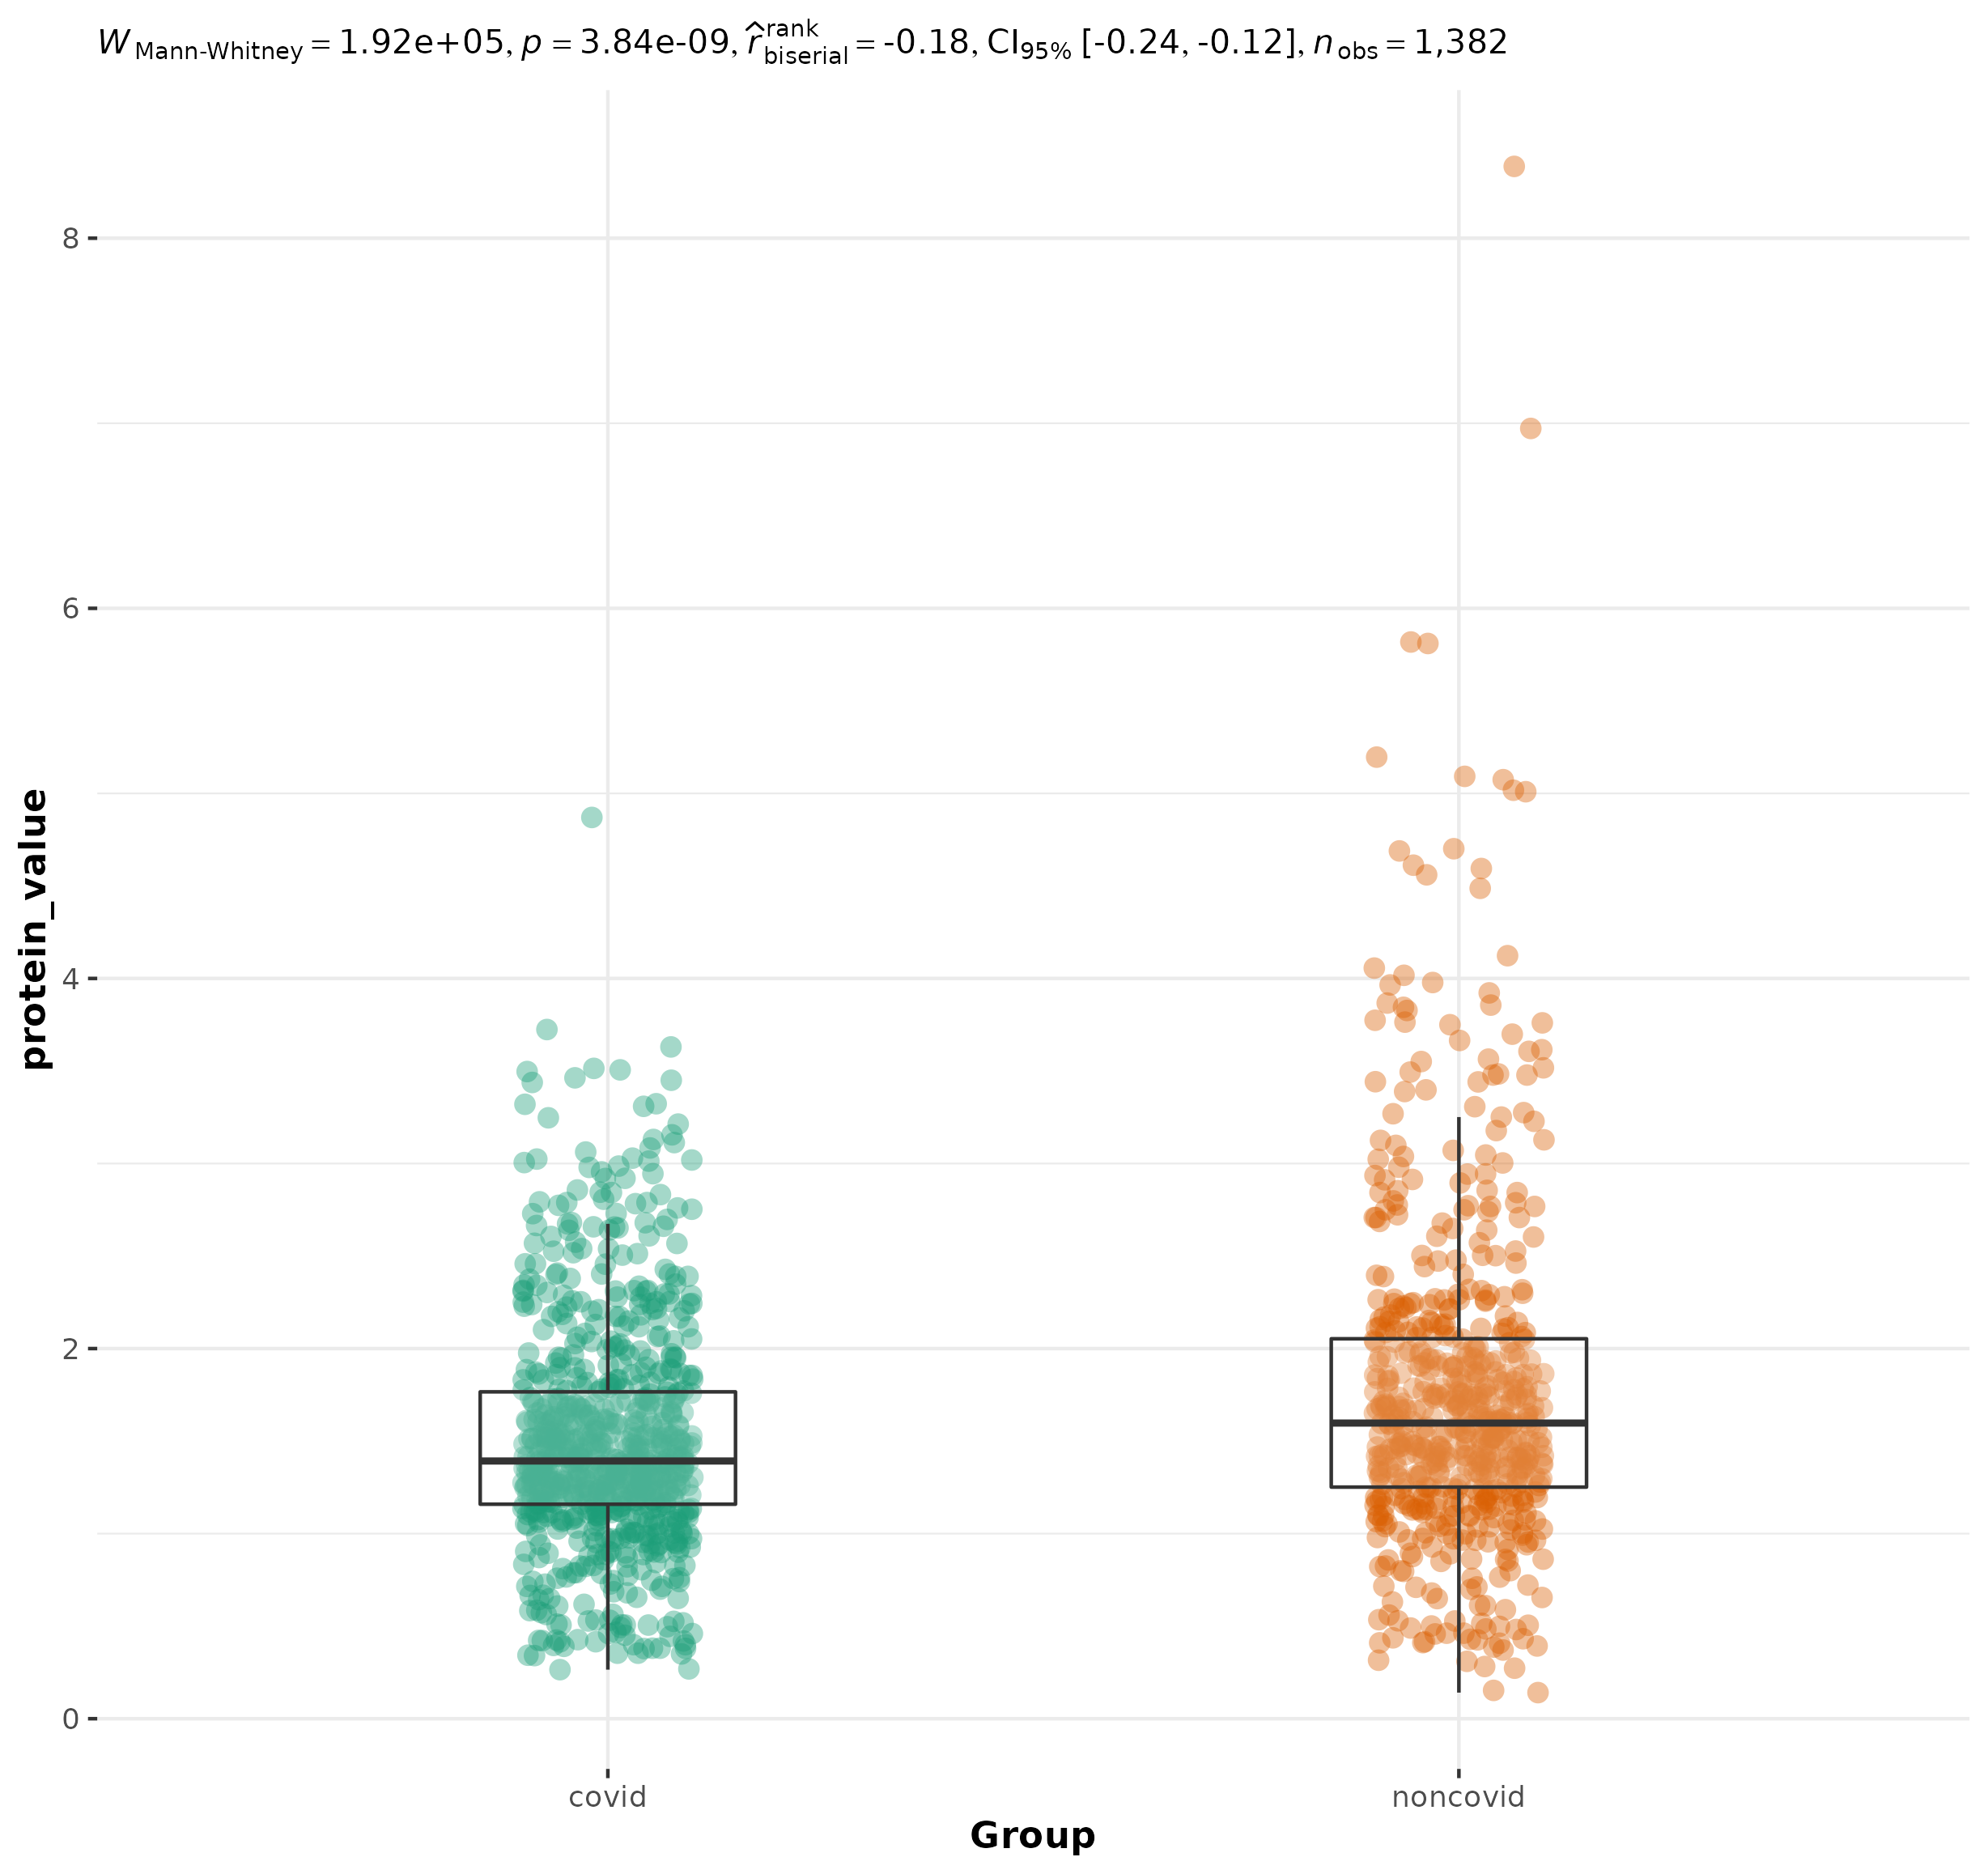 W Mann-Whitney = 1.92e+05, p = 3.84e-09, r̂ rank biserial = -0.18, CI95% [-0.24, -0.12], n obs = 1,382
8
6
4
2
0
protein_value
covid noncovid
Group